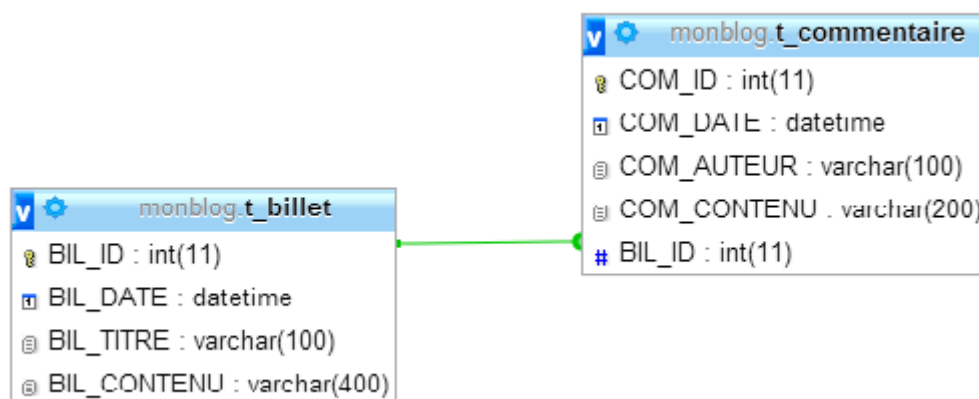 monblog.t_commentaire
COM_ID : int(11)
COM_DATE : datetime
COM_AUTEUR : varchar(100)
COM_CONTENU : varchar(200)
# BIL_ID : int(11)
monblog.t_billet
BIL_ID : int(11)
BIL_DATE : datetime
BIL_TITRE : varchar(100)
BIL_CONTENU : varchar(400)